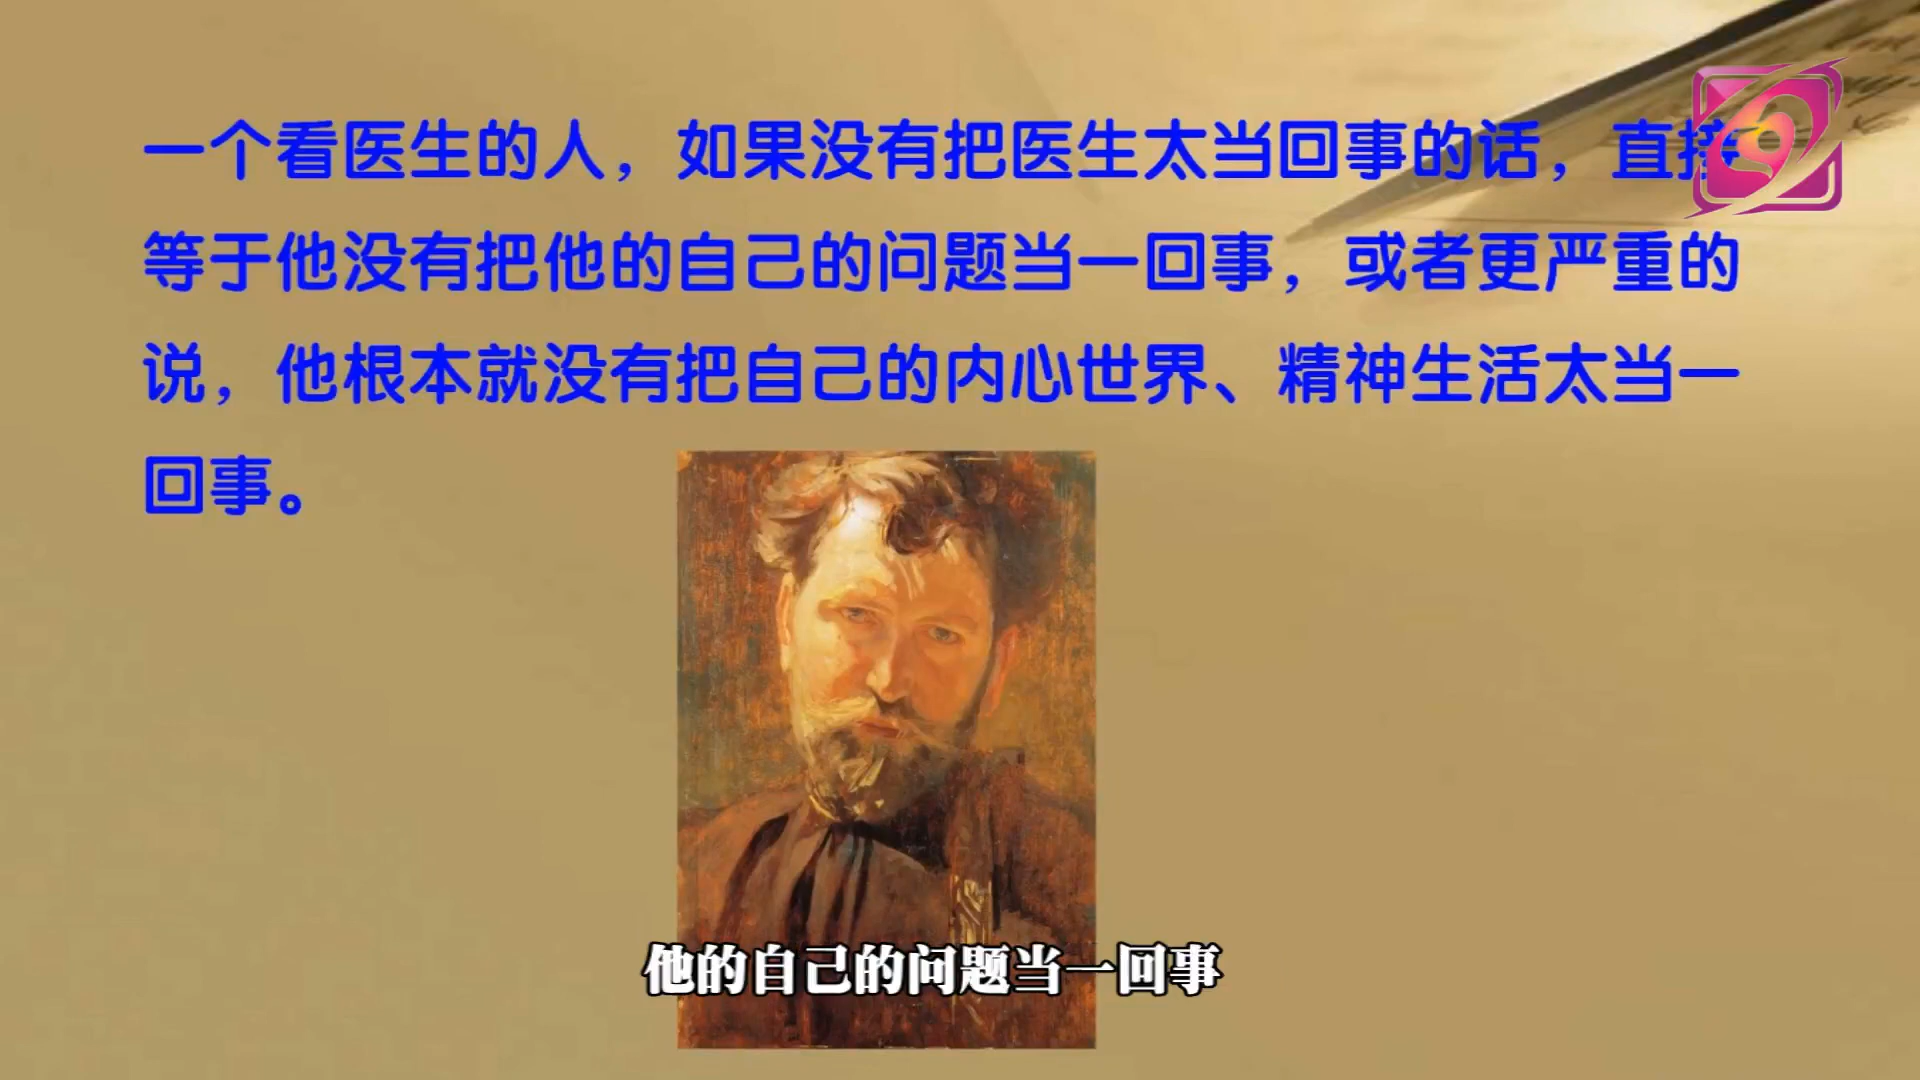 一个看医生的人，如果没有把医生太当回事的话，直接
等于他没有把他的自己的问题当一回事，或者更严重的
说，他根本就没有把自己的内心世界、精神生活太当一
回事。
他的自己的问题当一回事